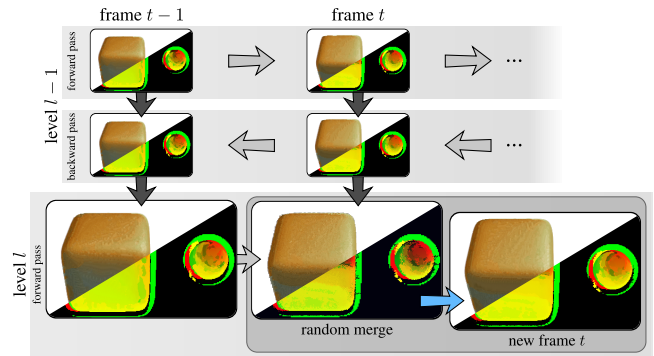 frame t − 1
frame t
level l − 1
forward pass
...
backward pass
...
level l
forward pass
random merge
new frame t